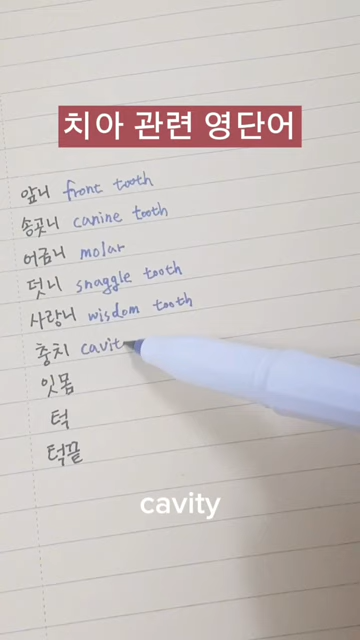 치아 관련 영단어
앞니 front tooth
송곳니 canine tooth
어금니 molar
덧니 snaggle tooth
사랑니 wisdom tooth
충치 cavit
잇몸
턱
턱끝
cavity